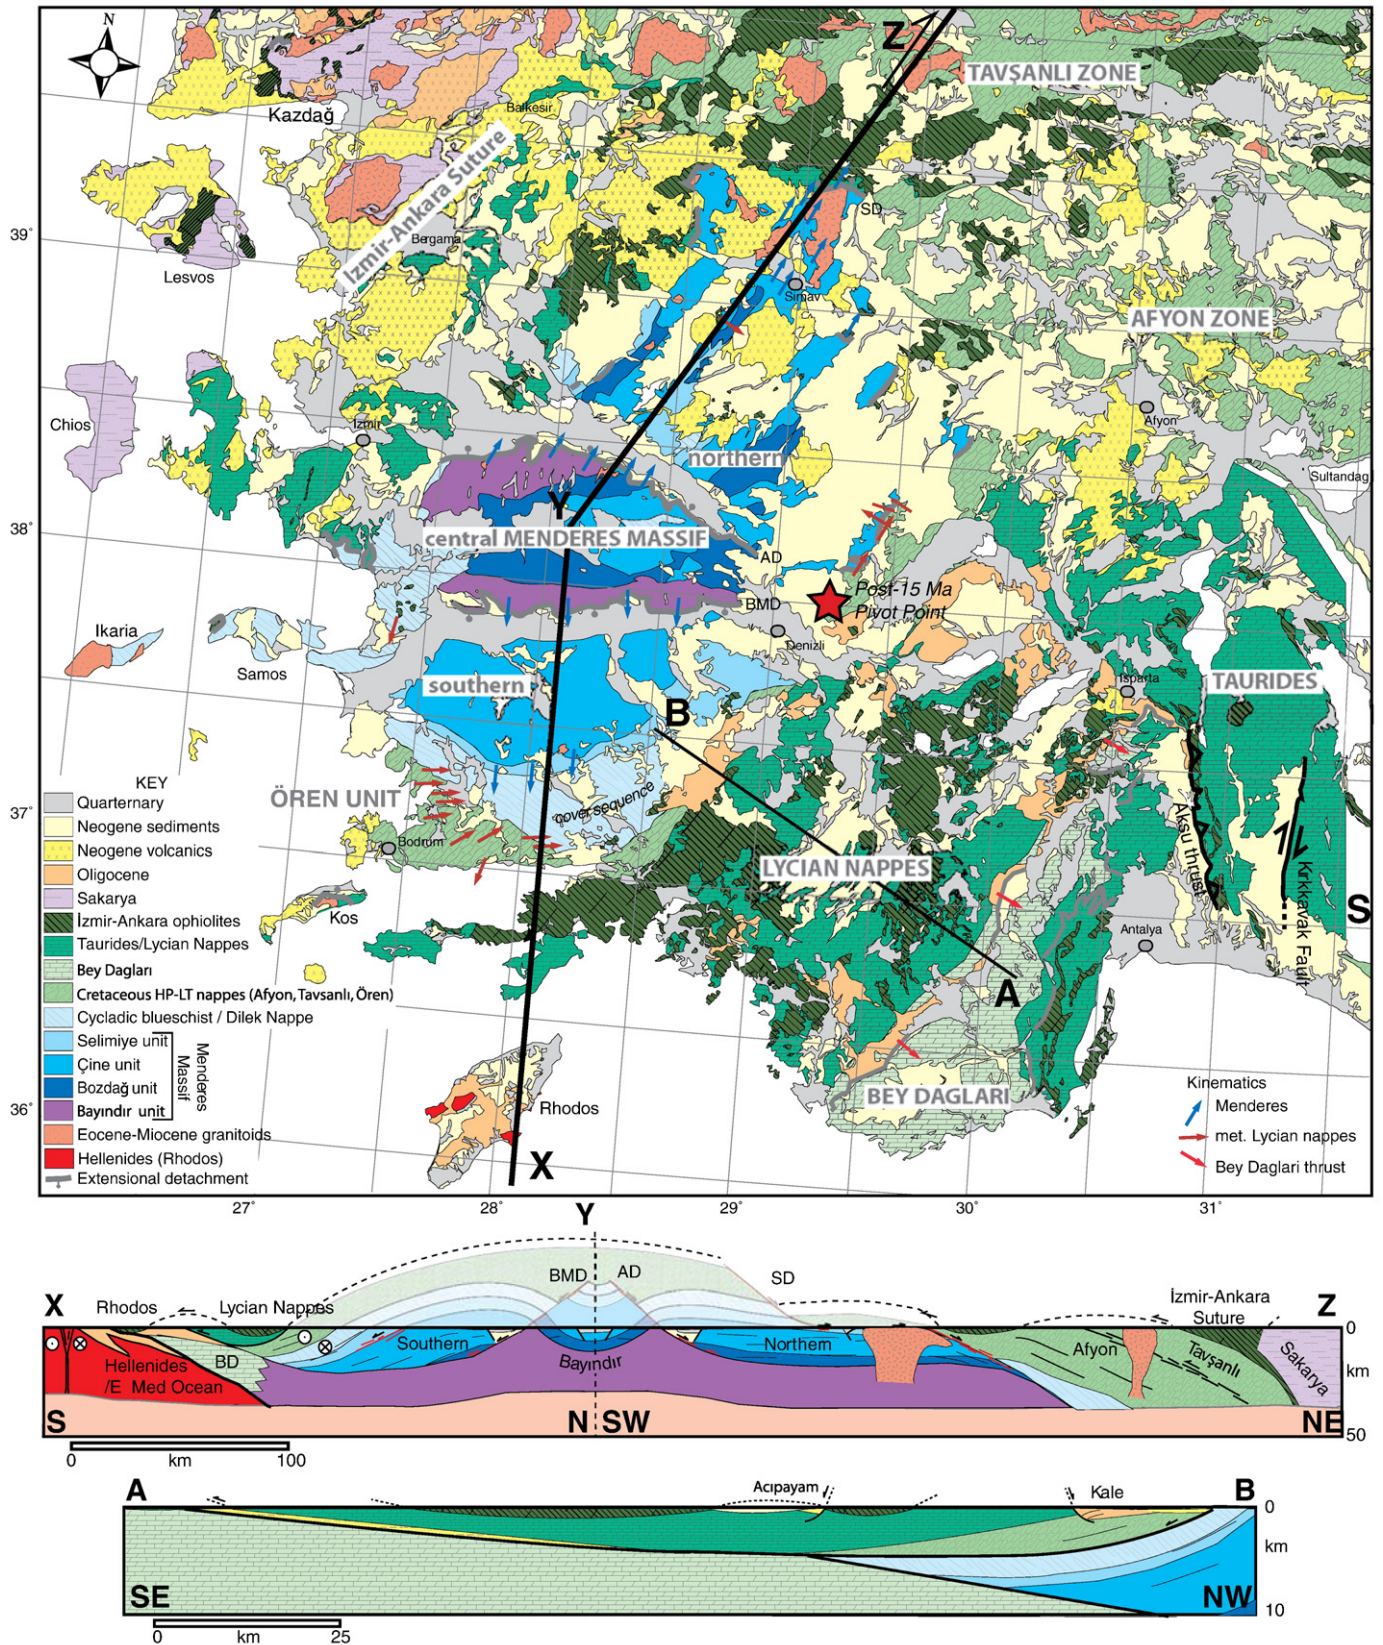 N
Z
TAVŞANLI ZONE
Kazdağ
Balkesir
Izmir-Ankara Suture
Bergama
SD
39°
Lesvos
Simav
AFYON ZONE
Chios
Izmir
Afyon
northern
Sultandag
Y
38°
central MENDERES MASSIF
AD
Post-15 Ma
Pivot Point
BMD
Ikaria
Denizli
Samos
southern
Isparta
TAURIDES
B
37°
ÖREN UNIT
cover sequence
Aksu thrust
Bodrum
LYCIAN NAPPES
Kırkkavak Fault
S
Kos
Antalya
A
36°
BEY DAGLARI
Rhodos
X
KEY
Quarternary
Neogene sediments
Neogene volcanics
Oligocene
Sakarya
İzmir-Ankara ophiolites
Taurides/Lycian Nappes
Bey Dagları
Cretaceous HP-LT nappes (Afyon, Tavsanlı, Ören)
Cycladic blueschist / Dilek Nappe
Selimiye unit
Çine unit
Bozdağ unit
Bayındır unit
Menderes
Massif
Eocene-Miocene granitoids
Hellenides (Rhodos)
Extensional detachment
Kinematics
Menderes
met. Lycian nappes
Bey Daglari thrust
27° 28° 29° 30° 31°
Y
BMD AD SD
X Rhodos Lycian Nappes İzmir-Ankara Z
Suture
0
Southern Northern Afyon Tavşanlı Sakarya
BD Bayındır
Hellenides
/E Med Ocean
km
S N SW NE
50
0 km 100
A Acıpayam Kale B
0
km
SE NW
10
0 km 25